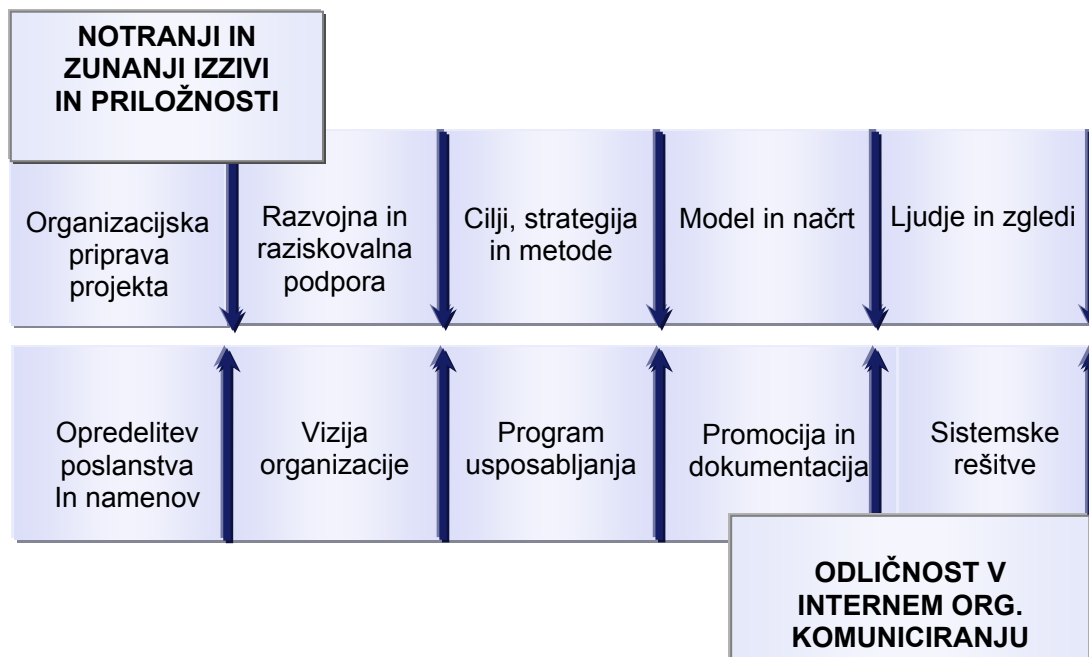 NOTRANJI IN
ZUNANJI IZZIVI
IN PRILOŽNOSTI
Organizacijska
priprava
projekta
Razvojna in
raziskovalna
podpora
Cilji, strategija
in metode
Model in načrt
Ljudje in zgledi
Opredelitev
poslanstva
In namenov
Vizija
organizacije
Program
usposabljanja
Promocija in
dokumentacija
Sistemske
rešitve
ODLIČNOST V
INTERNEM ORG.
KOMUNICIRANJU